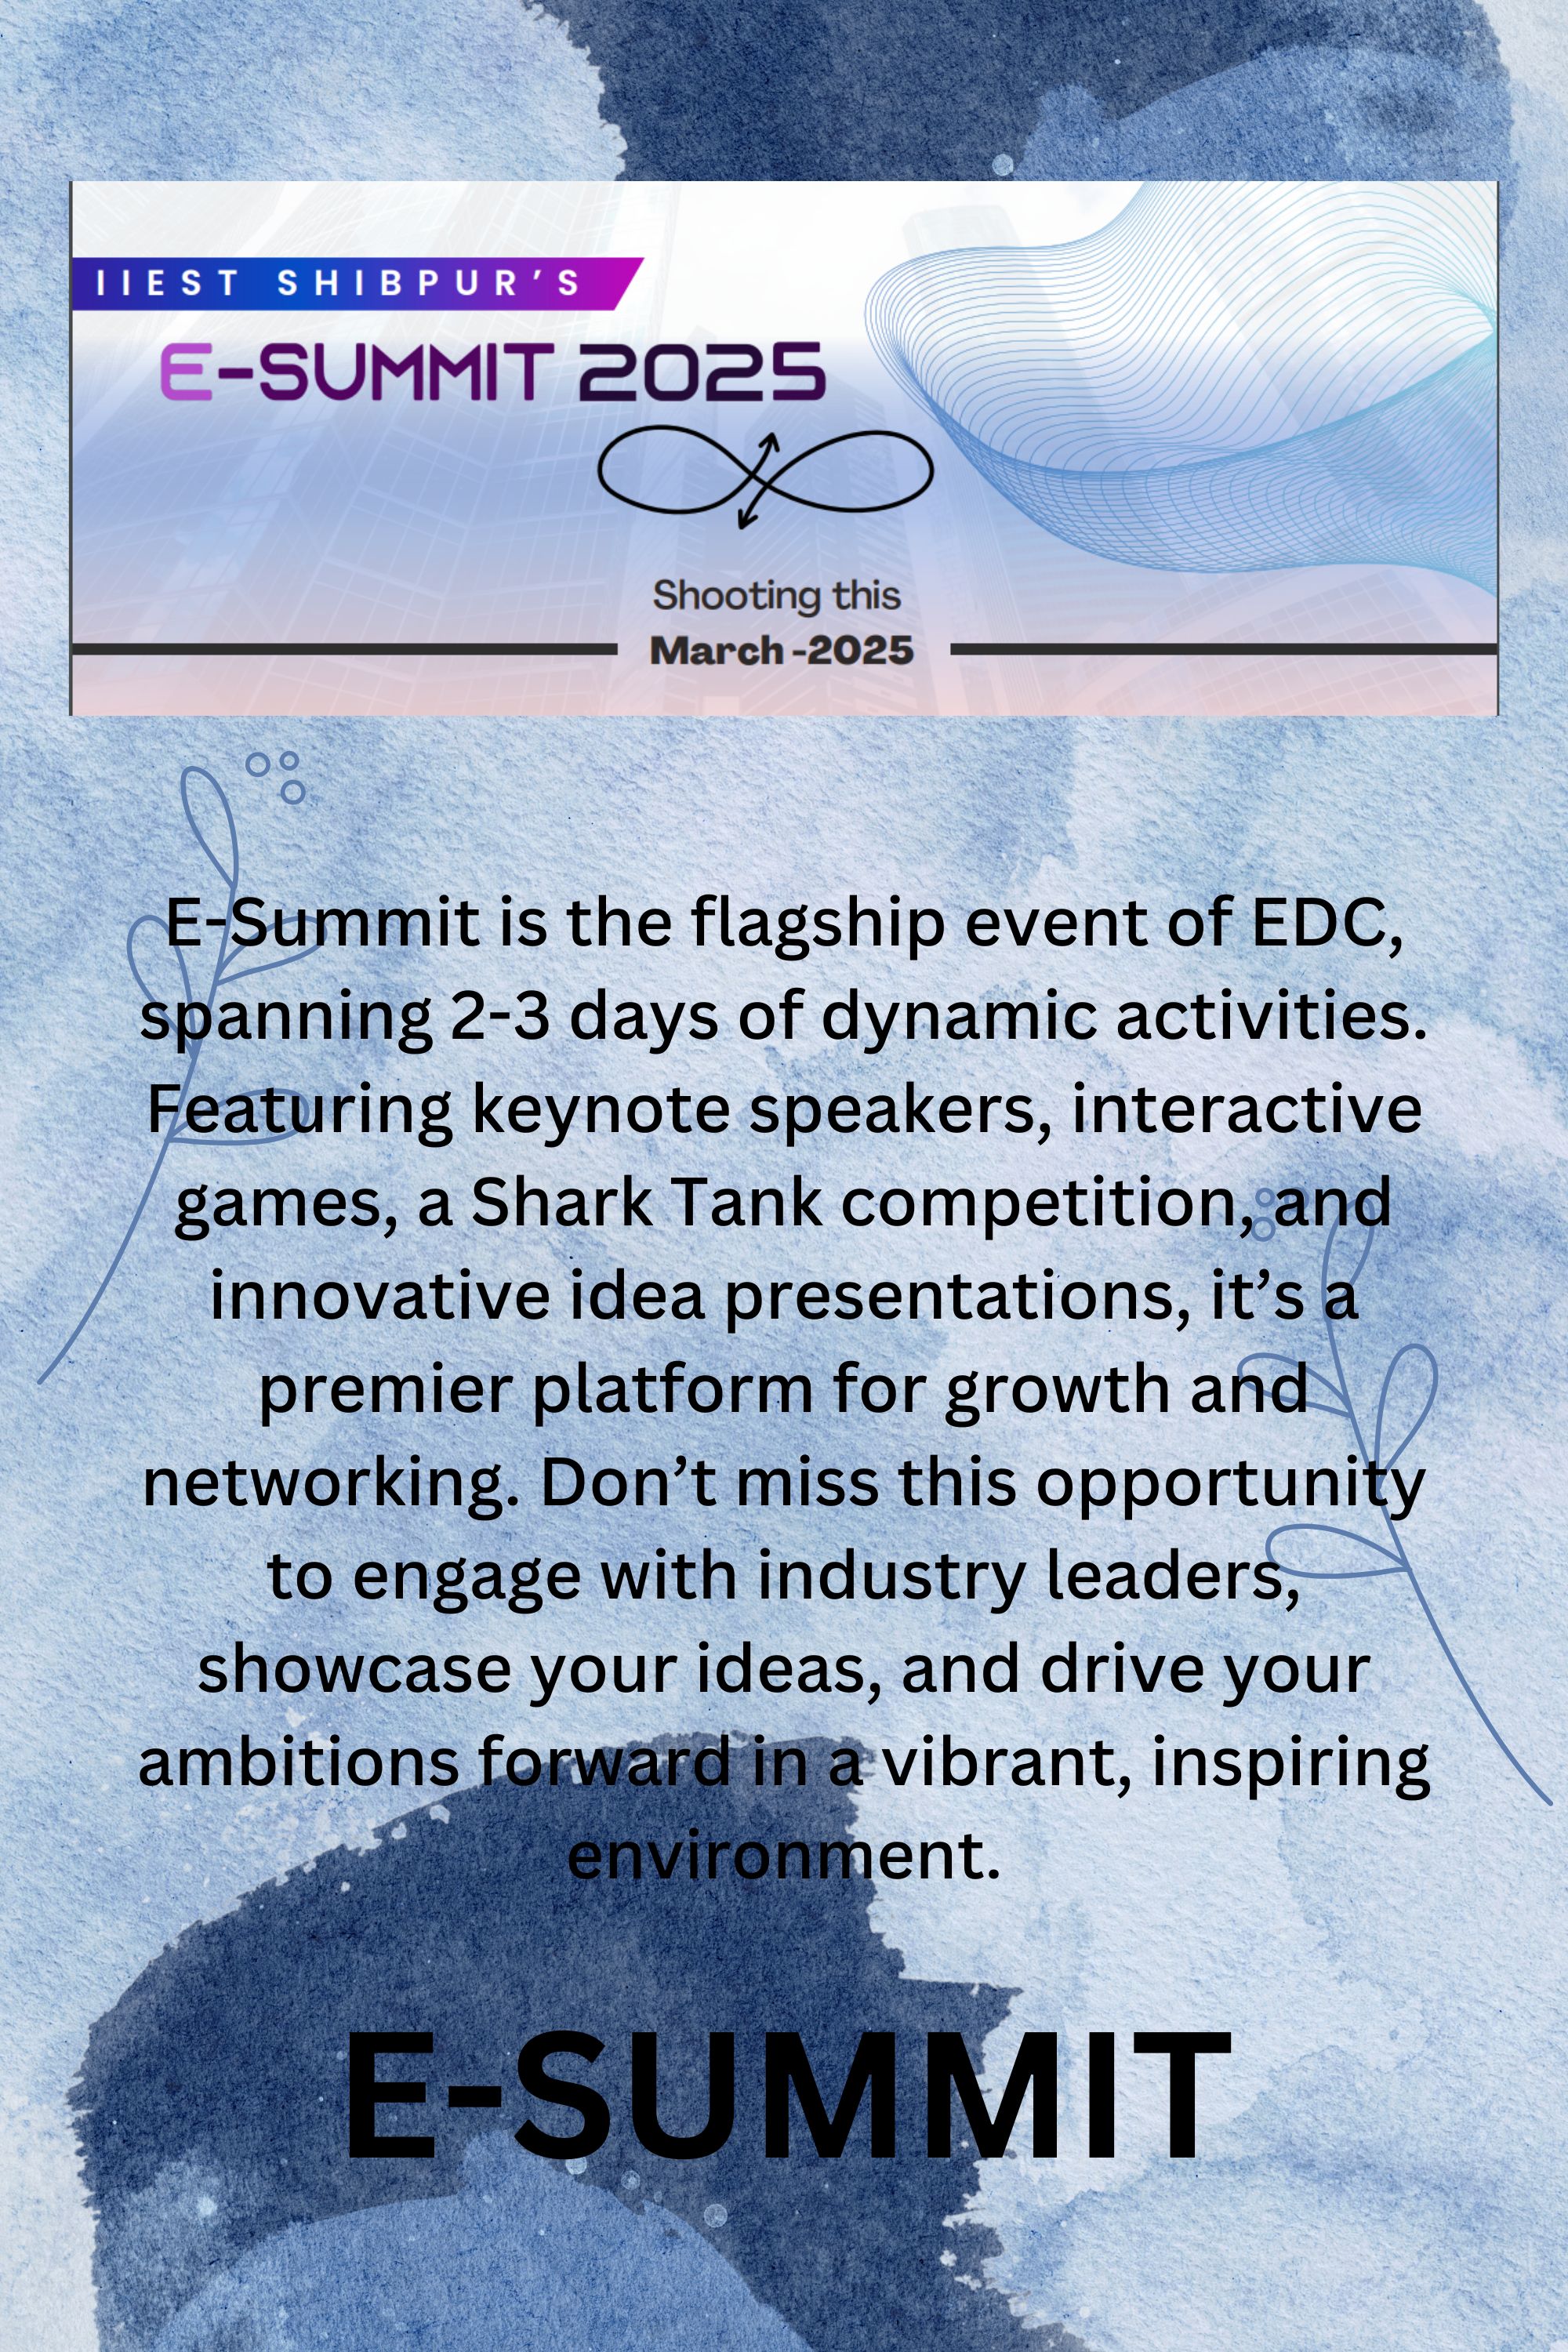 IIEST SHIBPUR’S
E-SUMMIT 2025
Shooting this
March -2025
E-Summit is the flagship event of EDC,
spanning 2-3 days of dynamic activities.
Featuring keynote speakers, interactive
games, a Shark Tank competition, and
innovative idea presentations, it’s a
premier platform for growth and
networking. Don’t miss this opportunity
to engage with industry leaders,
showcase your ideas, and drive your
ambitions forward in a vibrant, inspiring
environment.
E-SUMMIT